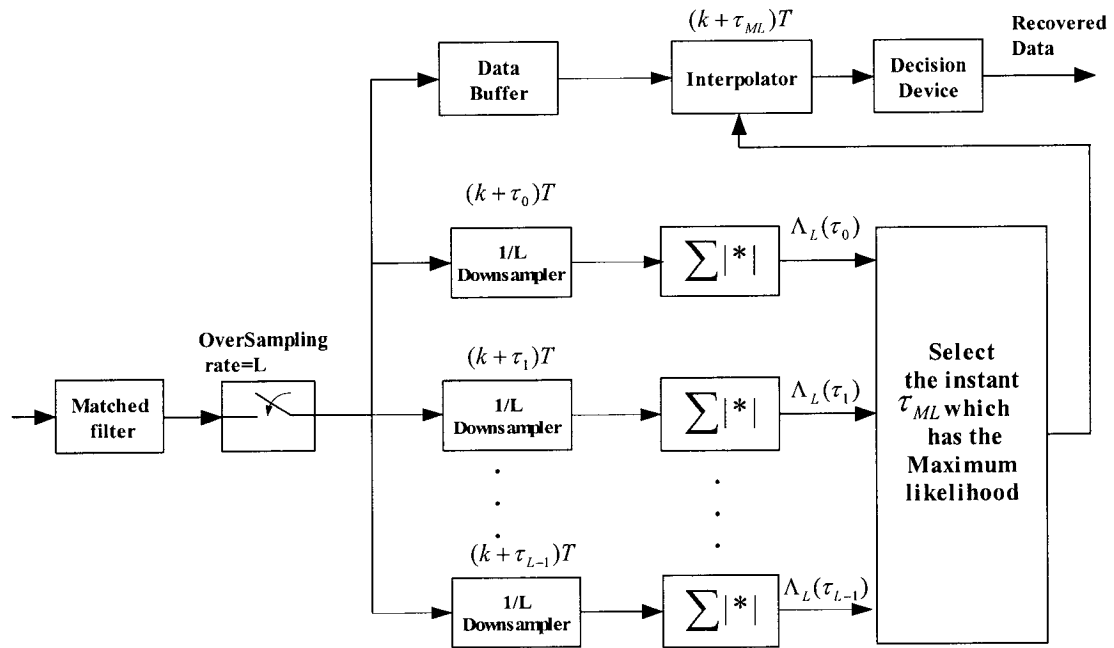 (k + τ_ML)T
Recovered
Data
Data
Buffer
Interpolator
Decision
Device
(k + τ_0)T
1/L
Downsampler
∑|*|
Λ_L(τ_0)
OverSampling
rate=L
Matched
filter
(k + τ_1)T
1/L
Downsampler
∑|*|
Λ_L(τ_1)
Select
the instant
τ_ML which
has the
Maximum
likelihood
(k + τ_{L-1})T
1/L
Downsampler
∑|*|
Λ_L(τ_{L-1})